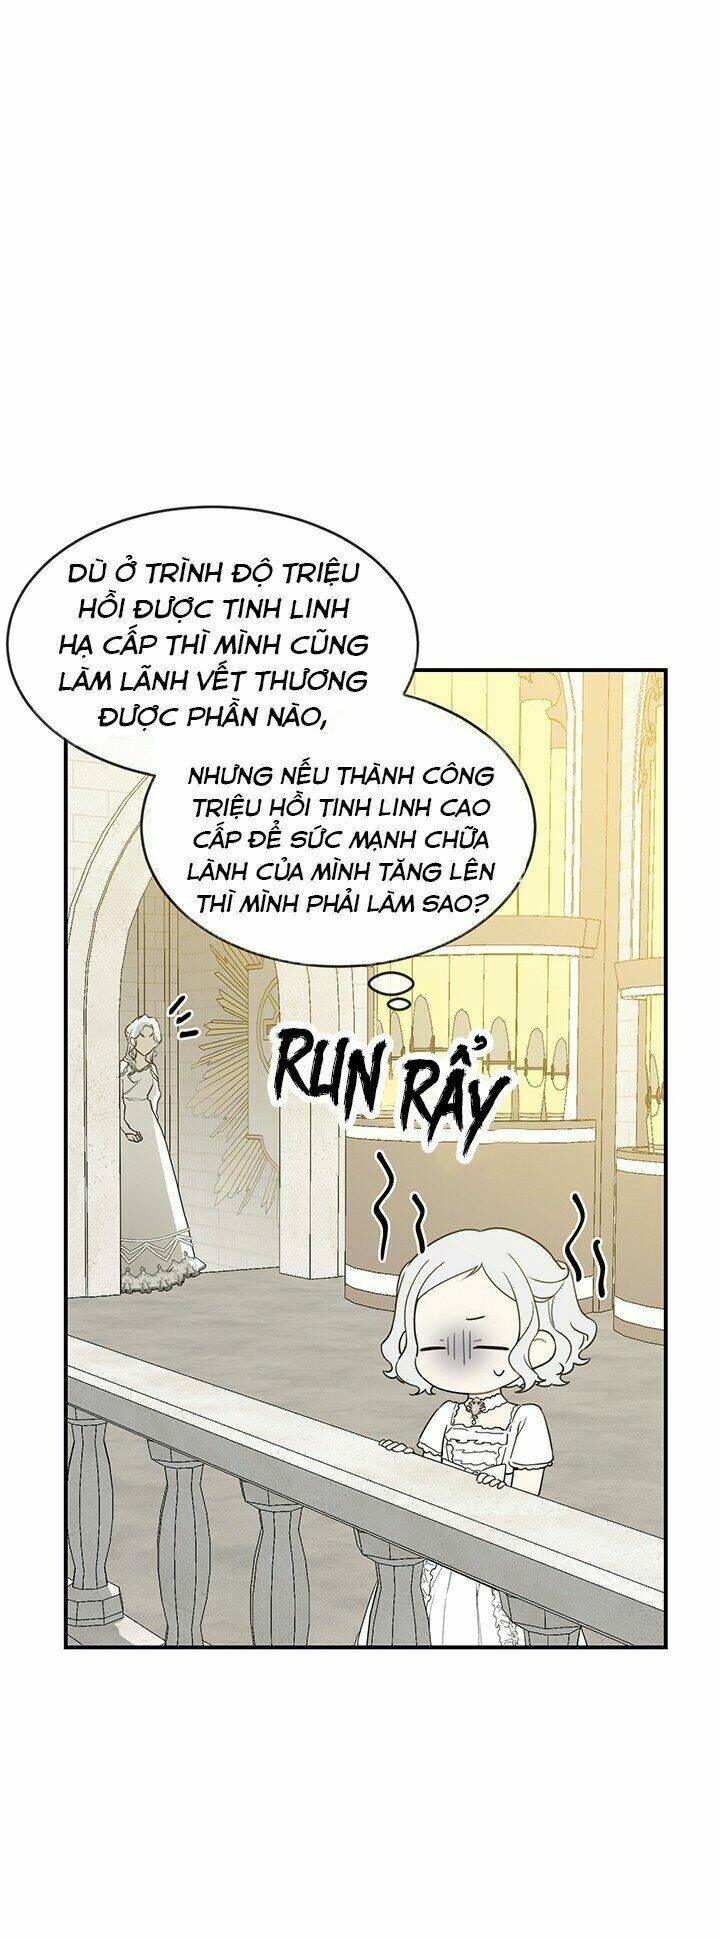 DÙ Ở TRÌNH ĐỘ TRIỆU
HỒI ĐƯỢC TINH LINH
HẠ CẤP THÌ MÌNH CŨNG
LÀM LÃNH VẾT THƯƠNG
ĐƯỢC PHẦN NÀO,
NHƯNG NẾU THÀNH CÔNG
TRIỆU HỒI TINH LINH CAO
CẤP ĐỂ SỨC MẠNH CHỮA
LÀNH CỦA MÌNH TĂNG LÊN
THÌ MÌNH PHẢI LÀM SAO?
RUN RẨY